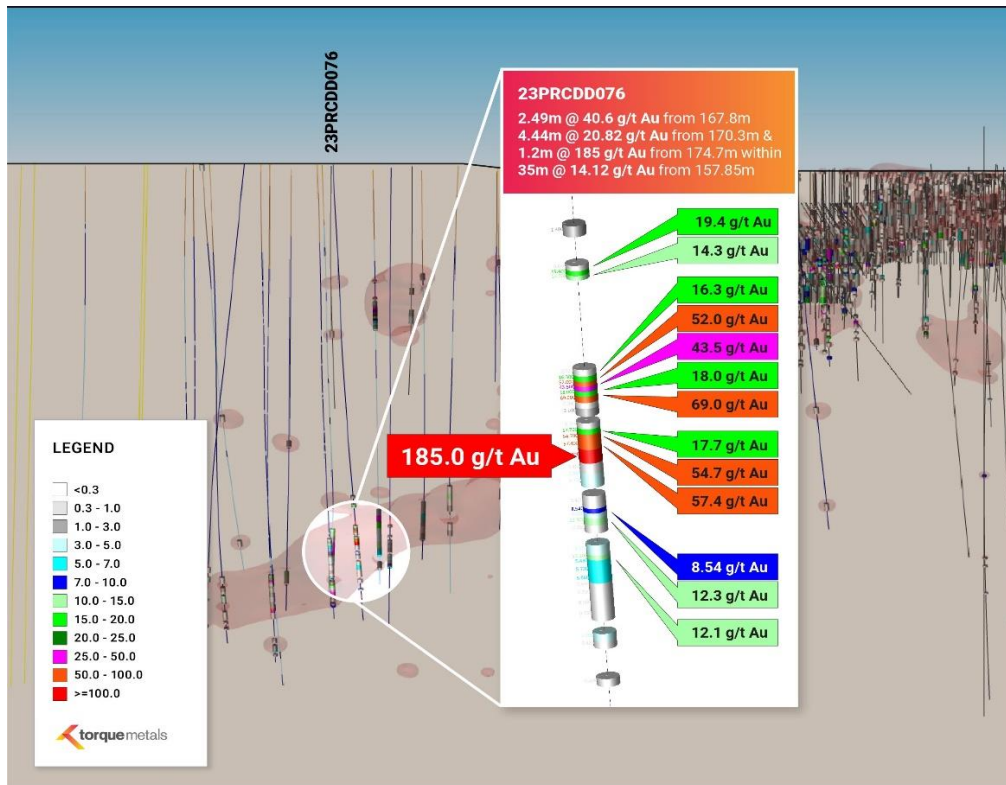 23PRCDD076
23PRCDD076
2.49m @ 40.6 g/t Au from 167.8m
4.44m @ 20.82 g/t Au from 170.3m &
1.2m @ 185 g/t Au from 174.7m within
35m @ 14.12 g/t Au from 157.85m
19.4 g/t Au
14.3 g/t Au
16.3 g/t Au
52.0 g/t Au
43.5 g/t Au
18.0 g/t Au
69.0 g/t Au
17.7 g/t Au
185.0 g/t Au
54.7 g/t Au
57.4 g/t Au
8.54 g/t Au
12.3 g/t Au
12.1 g/t Au
LEGEND
<0.3
0.3 - 1.0
1.0 - 3.0
3.0 - 5.0
5.0 - 7.0
7.0 - 10.0
10.0 - 15.0
15.0 - 20.0
20.0 - 25.0
25.0 - 50.0
50.0 - 100.0
>=100.0
torquemetals